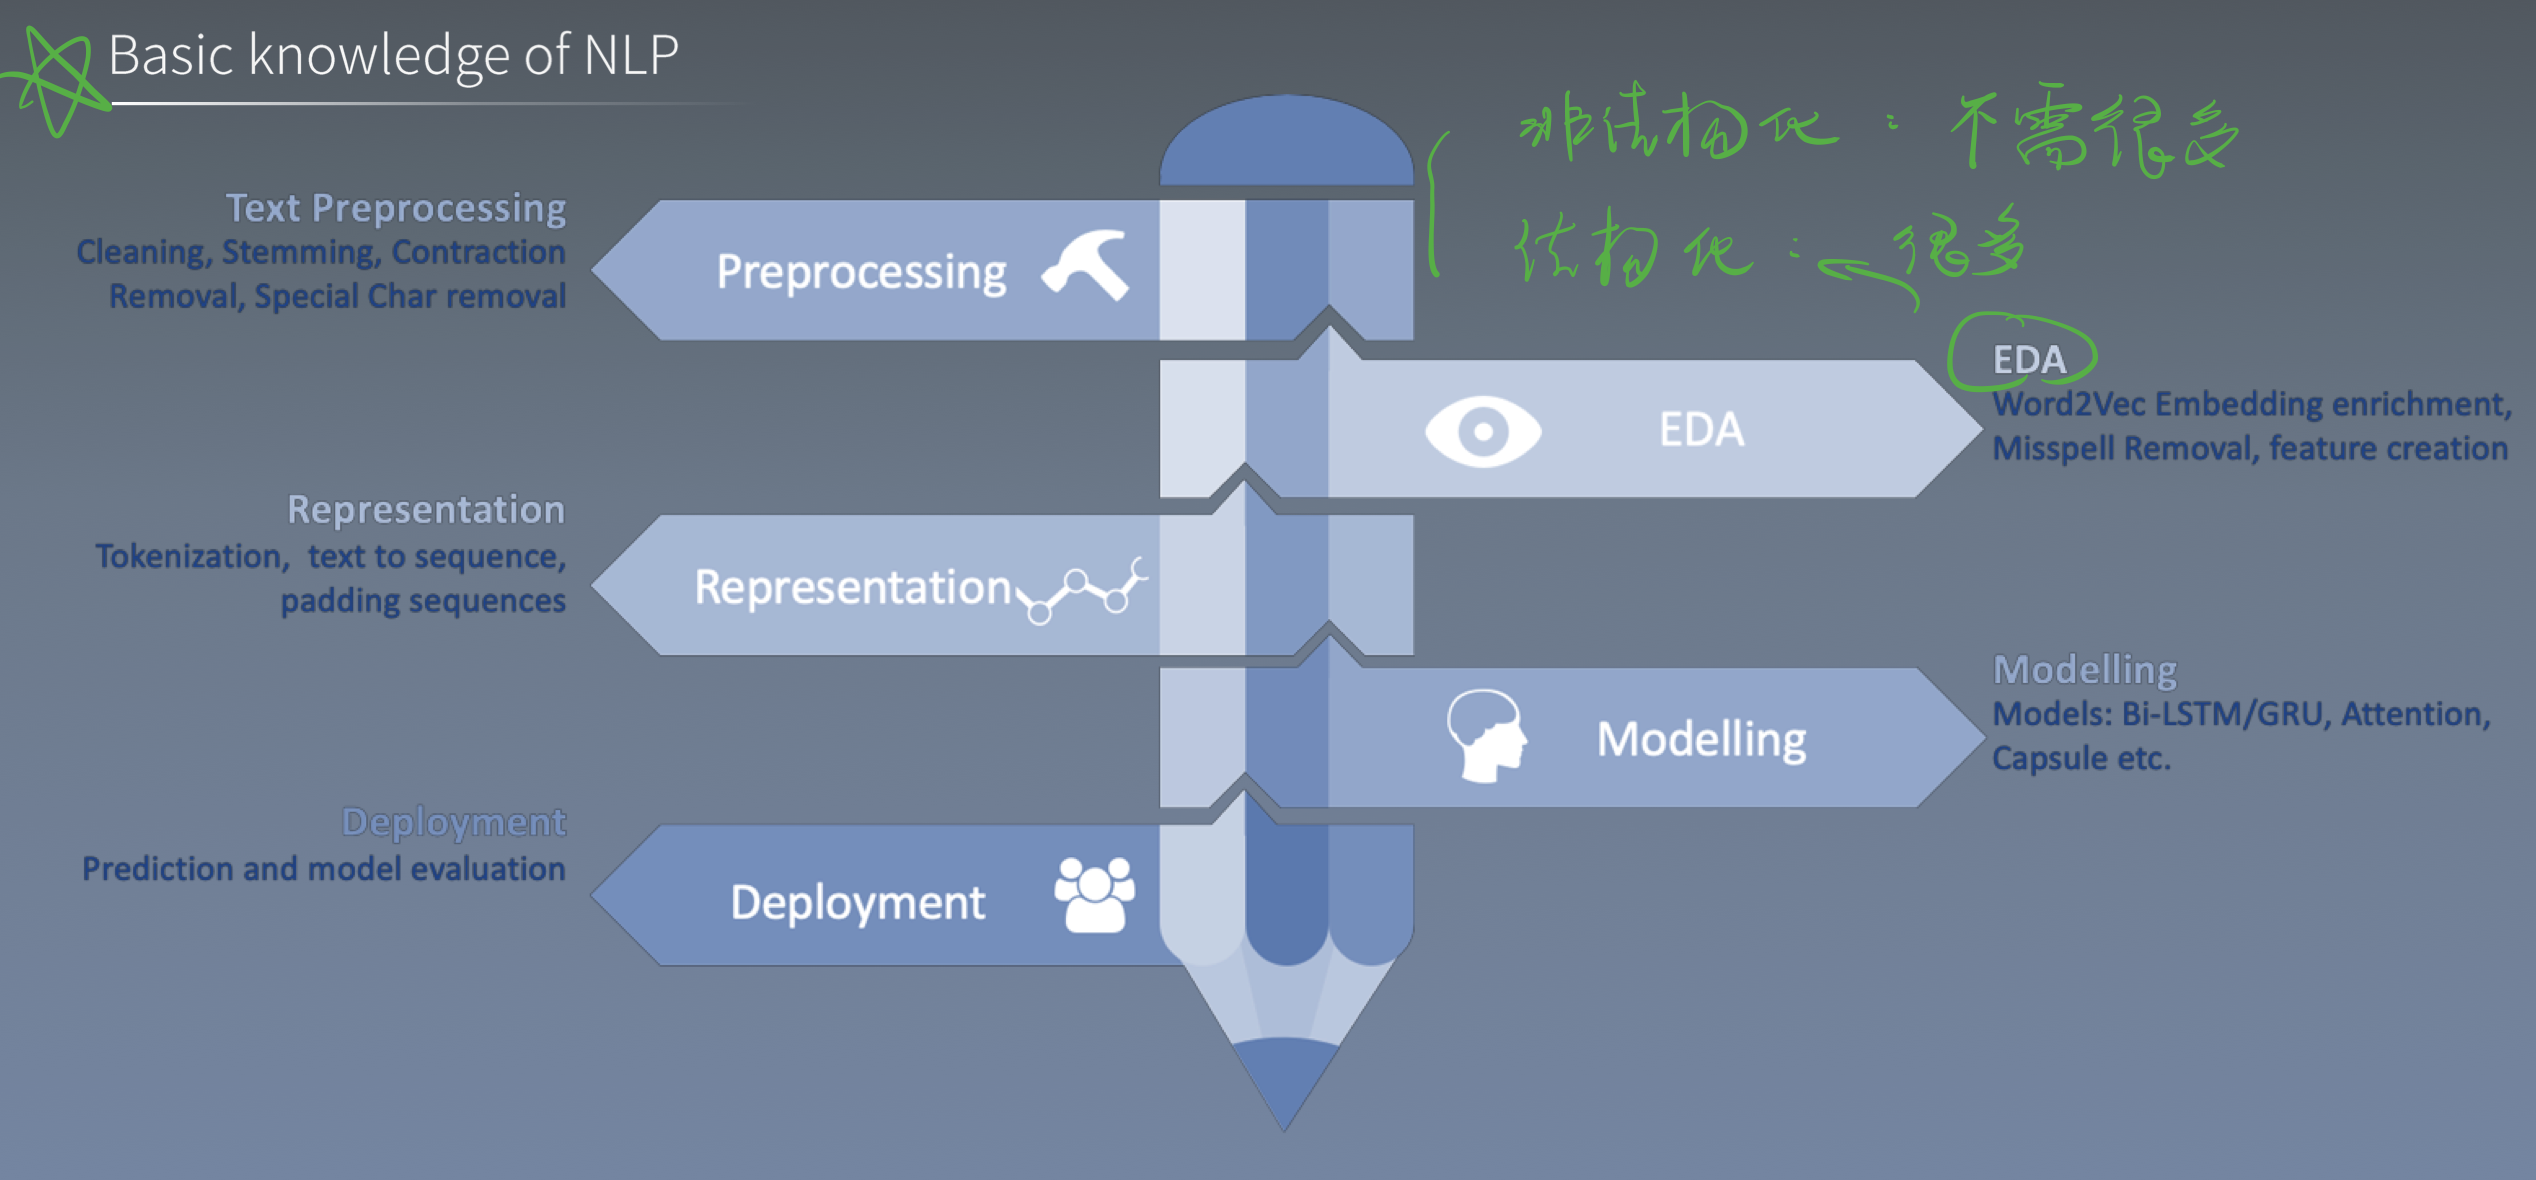 Basic knowledge of NLP
非结构化：不需很多
结构化：很多
Text Preprocessing
Cleaning, Stemming, Contraction
Removal, Special Char removal
Preprocessing
EDA
EDA
Word2Vec Embedding enrichment,
Misspell Removal, feature creation
Representation
Tokenization,  text to sequence,
padding sequences
Representation
Modelling
Modelling
Models: Bi-LSTM/GRU, Attention,
Capsule etc.
Deployment
Prediction and model evaluation
Deployment